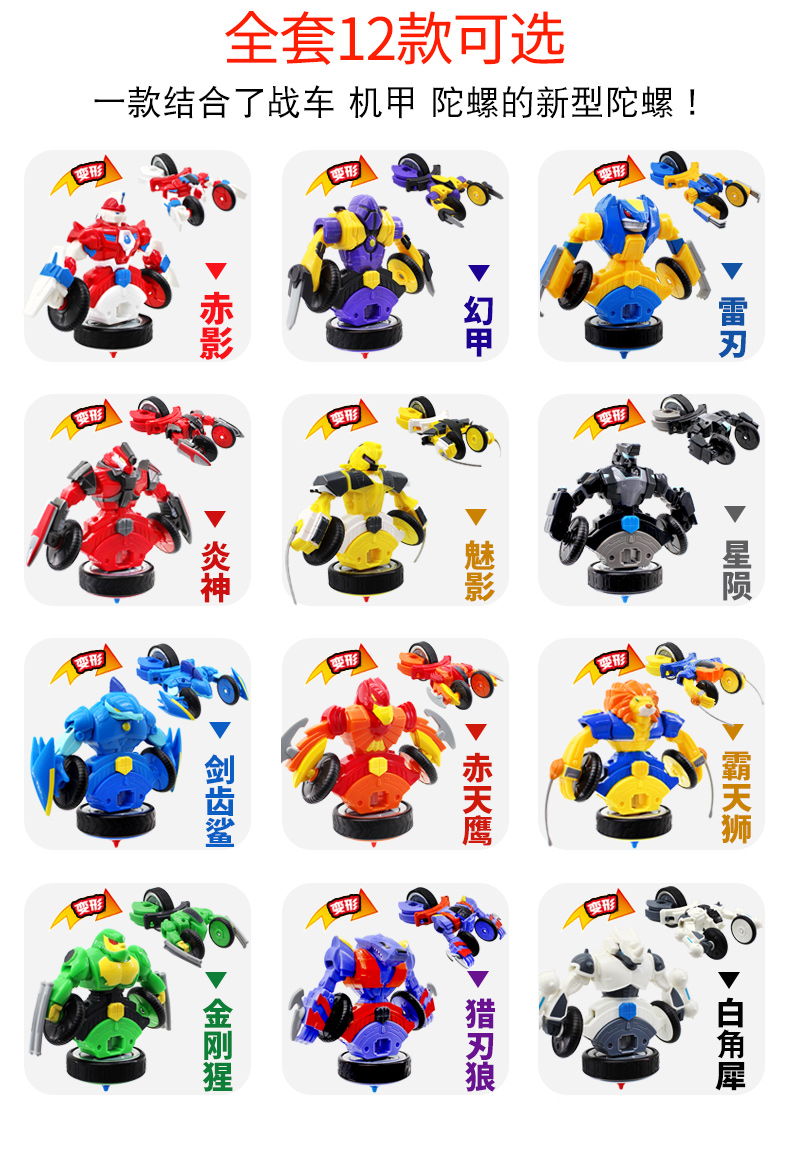 全套12款可选
一款结合了战车 机甲 陀螺的新型陀螺！
变形
赤影
变形
幻甲
变形
雷刃
变形
炎神
变形
魅影
变形
星陨
变形
剑齿鲨
变形
赤天鹰
变形
霸天狮
变形
金刚猩
变形
猎刃狼
变形
白角犀